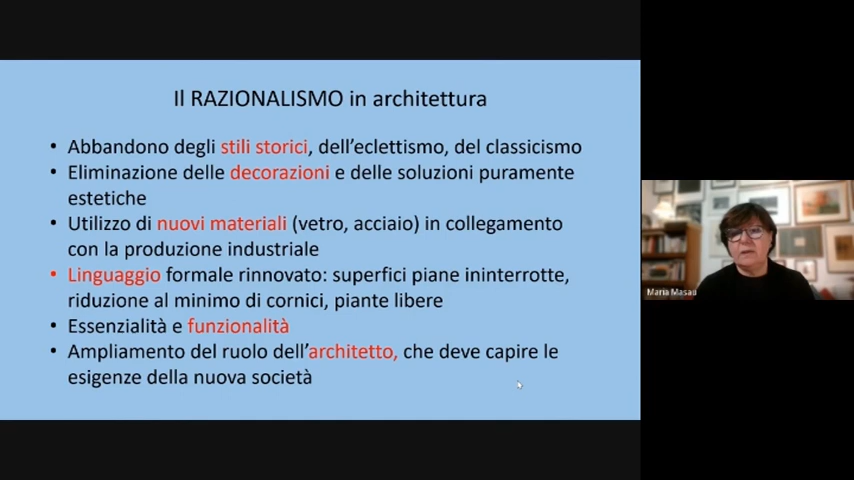 Il RAZIONALISMO in architettura
• Abbandono degli stili storici, dell'eclettismo, del classicismo
• Eliminazione delle decorazioni e delle soluzioni puramente
estetiche
• Utilizzo di nuovi materiali (vetro, acciaio) in collegamento
con la produzione industriale
• Linguaggio formale rinnovato: superfici piane ininterrotte,
riduzione al minimo di cornici, piante libere
• Essenzialità e funzionalità
• Ampliamento del ruolo dell'architetto, che deve capire le
esigenze della nuova società
Maria Masau